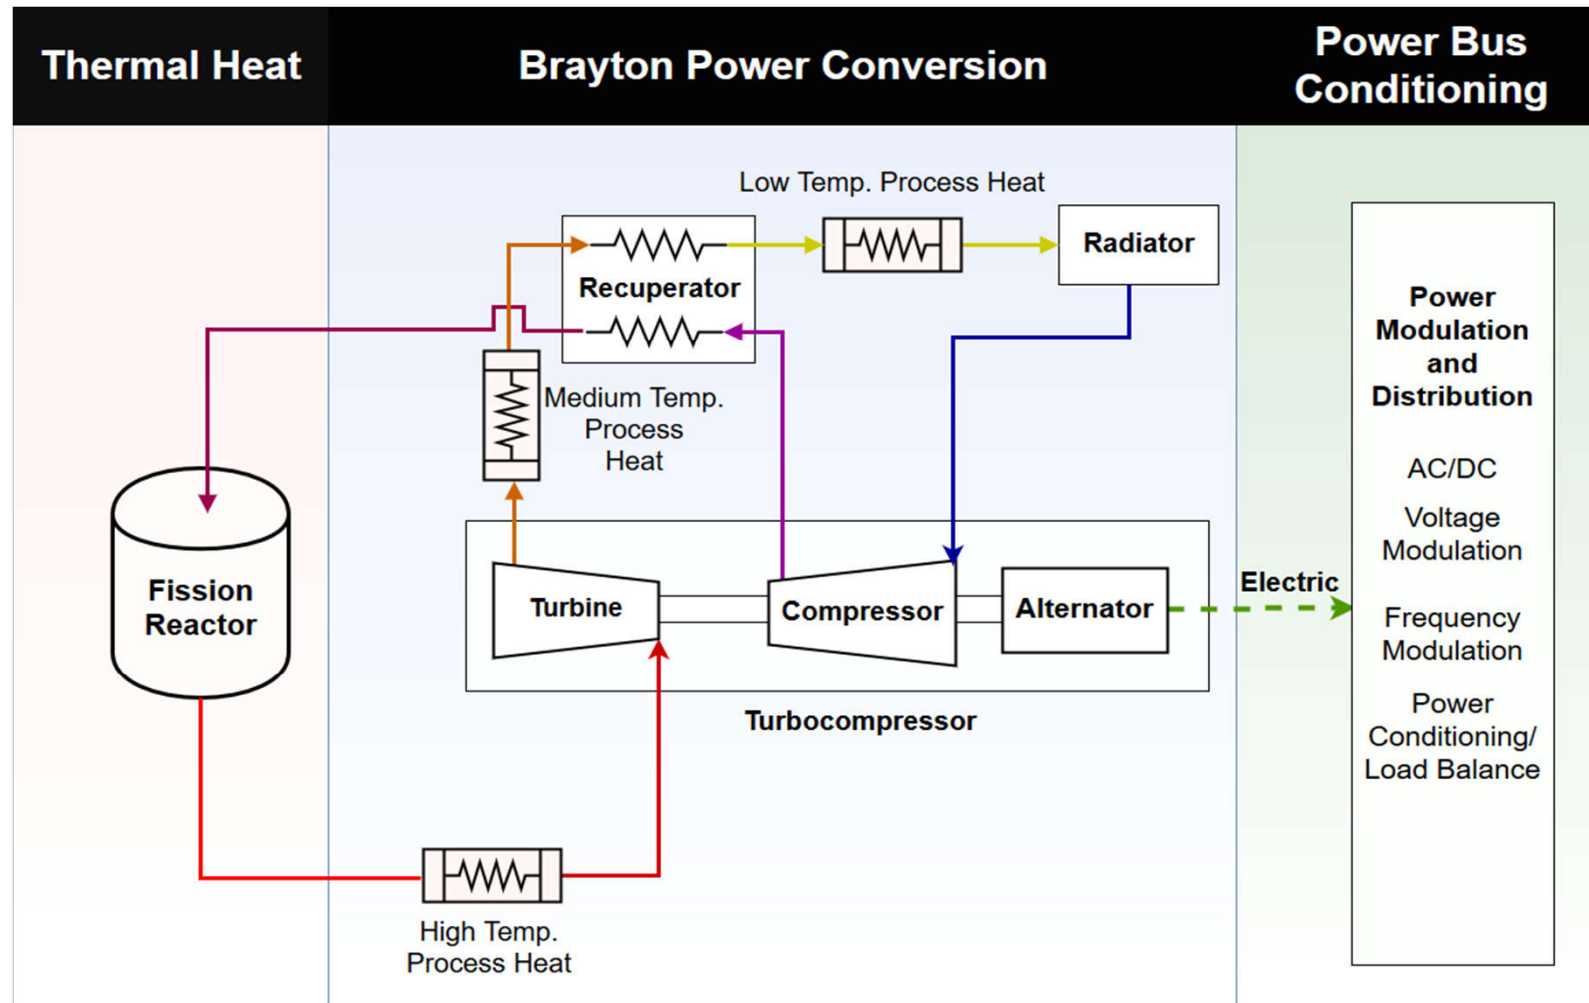 Thermal Heat
Brayton Power Conversion
Power Bus
Conditioning
Low Temp. Process Heat
Radiator
Recuperator
Medium Temp.
Process
Heat
Fission
Reactor
Turbine
Compressor
Alternator
Turbocompressor
High Temp.
Process Heat
Electric
Power
Modulation
and
Distribution
AC/DC
Voltage
Modulation
Frequency
Modulation
Power
Conditioning/
Load Balance